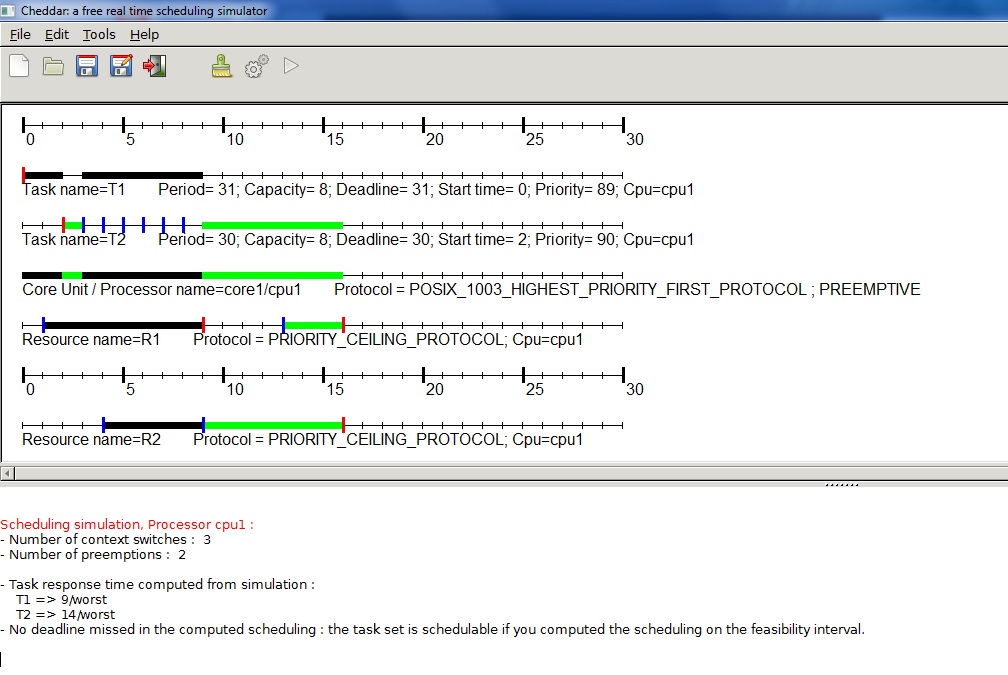 Cheddar: a free real time scheduling simulator
File Edit Tools Help
0 5 10 15 20 25 30
Task name=T1 Period= 31; Capacity= 8; Deadline= 31; Start time= 0; Priority= 89; Cpu=cpu1
Task name=T2 Period= 30; Capacity= 8; Deadline= 30; Start time= 2; Priority= 90; Cpu=cpu1
Core Unit / Processor name=core1/cpu1 Protocol = POSIX_1003_HIGHEST_PRIORITY_FIRST_PROTOCOL ; PREEMPTIVE
Resource name=R1 Protocol = PRIORITY_CEILING_PROTOCOL; Cpu=cpu1
0 5 10 15 20 25 30
Resource name=R2 Protocol = PRIORITY_CEILING_PROTOCOL; Cpu=cpu1
Scheduling simulation, Processor cpu1 :
- Number of context switches : 3
- Number of preemptions : 2
- Task response time computed from simulation :
T1 => 9/worst
T2 => 14/worst
- No deadline missed in the computed scheduling : the task set is schedulable if you computed the scheduling on the feasibility interval.